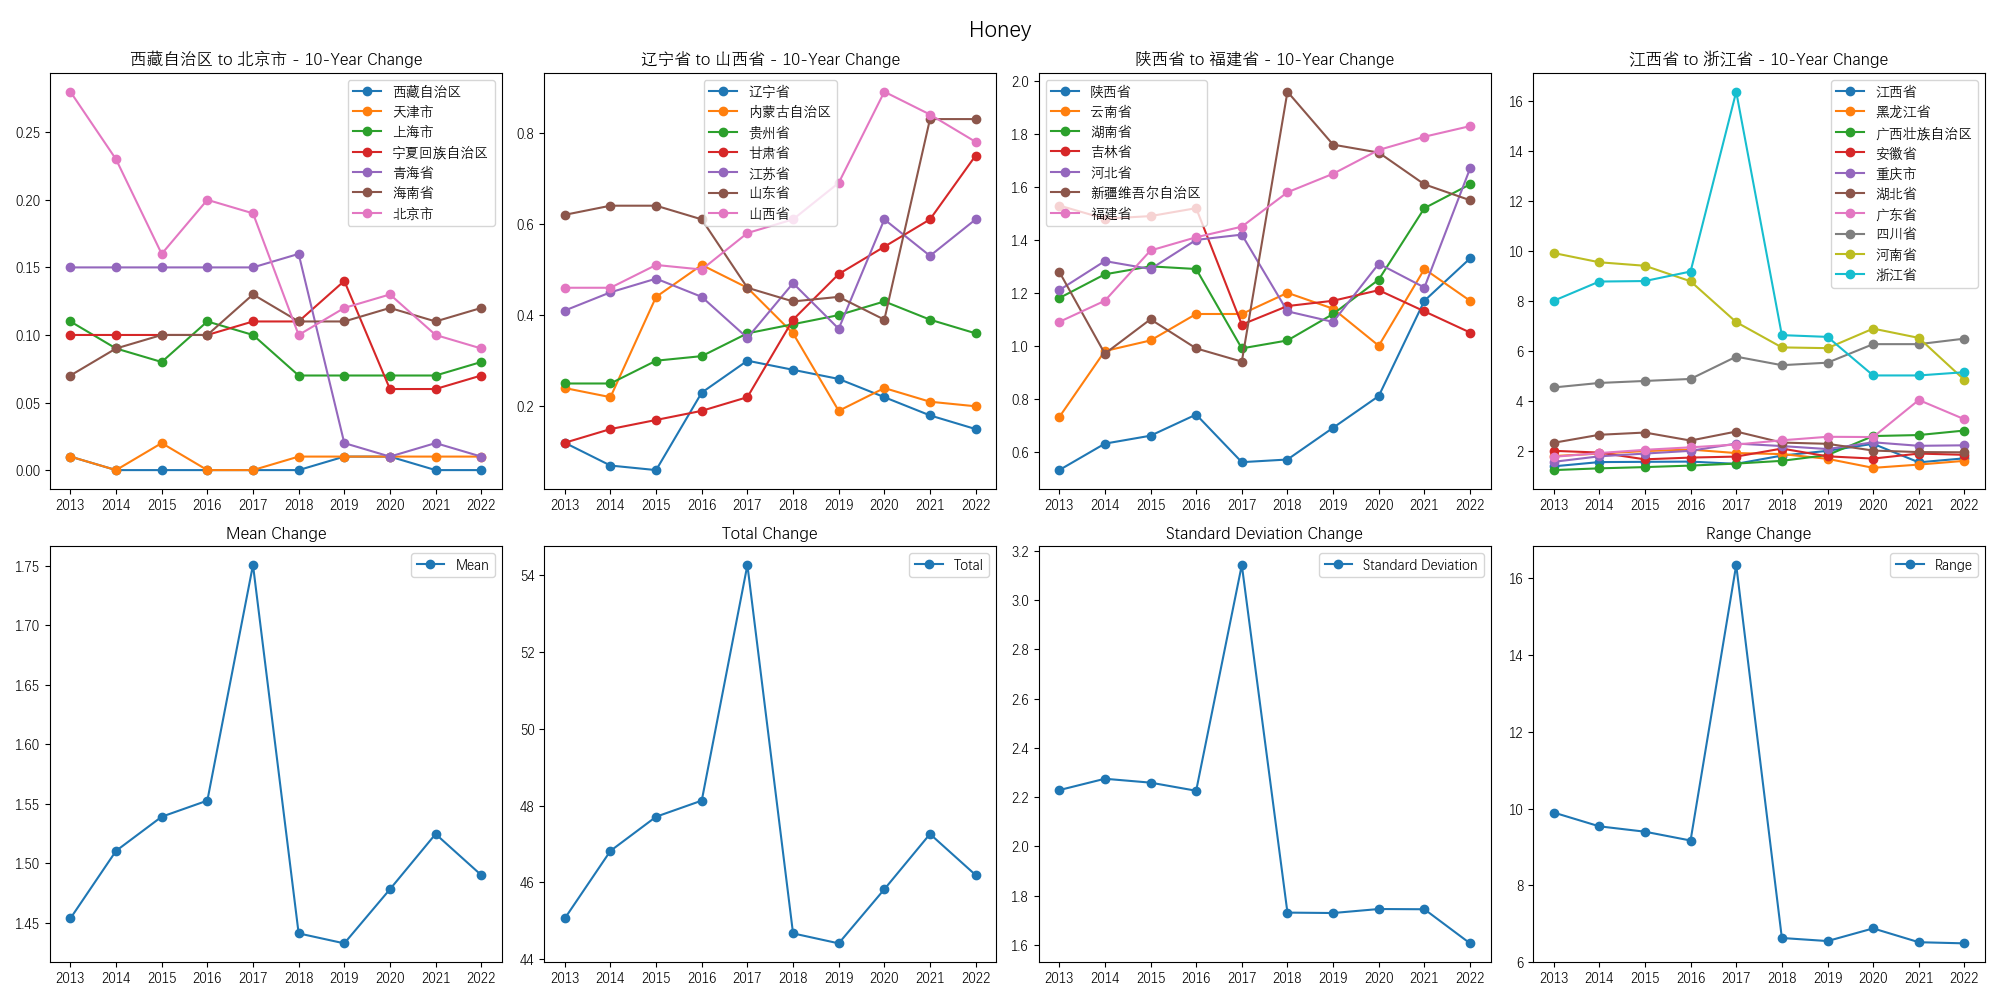 Honey
西藏自治区 to 北京市 - 10-Year Change
0.25
0.20
0.15
0.10
0.05
0.00
2013 2014 2015 2016 2017 2018 2019 2020 2021 2022
西藏自治区
天津市
上海市
宁夏回族自治区
青海省
海南省
北京市
辽宁省 to 山西省 - 10-Year Change
0.8
0.6
0.4
0.2
2013 2014 2015 2016 2017 2018 2019 2020 2021 2022
辽宁省
内蒙古自治区
贵州省
甘肃省
江苏省
山东省
山西省
陕西省 to 福建省 - 10-Year Change
2.0
1.8
1.6
1.4
1.2
1.0
0.8
0.6
2013 2014 2015 2016 2017 2018 2019 2020 2021 2022
陕西省
云南省
湖南省
吉林省
河北省
新疆维吾尔自治区
福建省
江西省 to 浙江省 - 10-Year Change
16
14
12
10
8
6
4
2
2013 2014 2015 2016 2017 2018 2019 2020 2021 2022
江西省
黑龙江省
广西壮族自治区
安徽省
重庆市
湖北省
广东省
四川省
河南省
浙江省
Mean Change
1.75
1.70
1.65
1.60
1.55
1.50
1.45
2013 2014 2015 2016 2017 2018 2019 2020 2021 2022
Mean
Total Change
54
52
50
48
46
44
2013 2014 2015 2016 2017 2018 2019 2020 2021 2022
Total
Standard Deviation Change
3.2
3.0
2.8
2.6
2.4
2.2
2.0
1.8
1.6
2013 2014 2015 2016 2017 2018 2019 2020 2021 2022
Standard Deviation
Range Change
16
14
12
10
8
6
2013 2014 2015 2016 2017 2018 2019 2020 2021 2022
Range